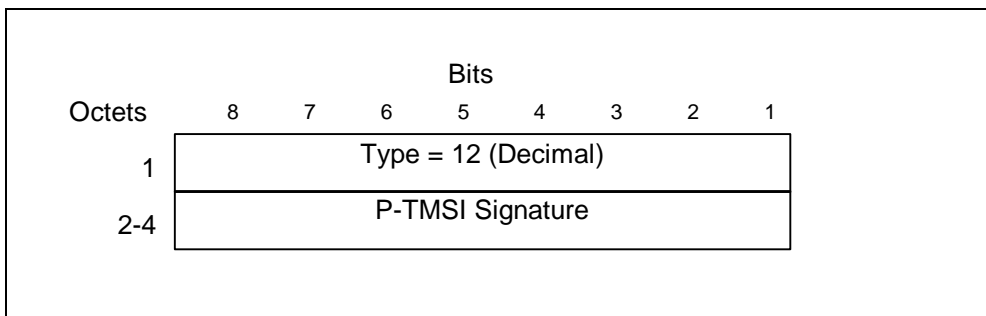 Bits
Octets 8 7 6 5 4 3 2 1
1 Type = 12 (Decimal)
2-4 P-TMSI Signature